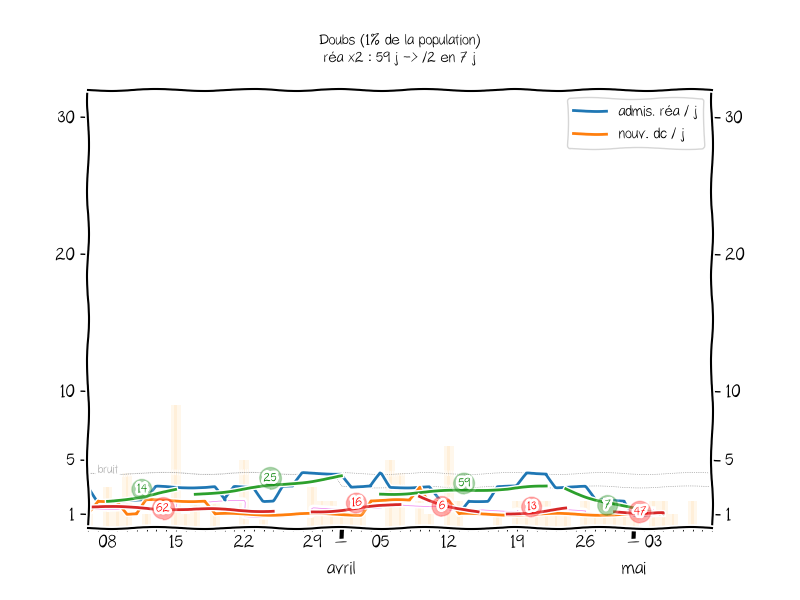 Doubs (1% de la population)
réa x2 : 59 j -> /2 en 7 j
admis. réa / j
nouv. dc / j
30
30
20
20
10
10
5
5
1
1
bruit
14
62
25
16
59
6
13
7
47
08 15 22 29 05 12 19 26 03
avril mai